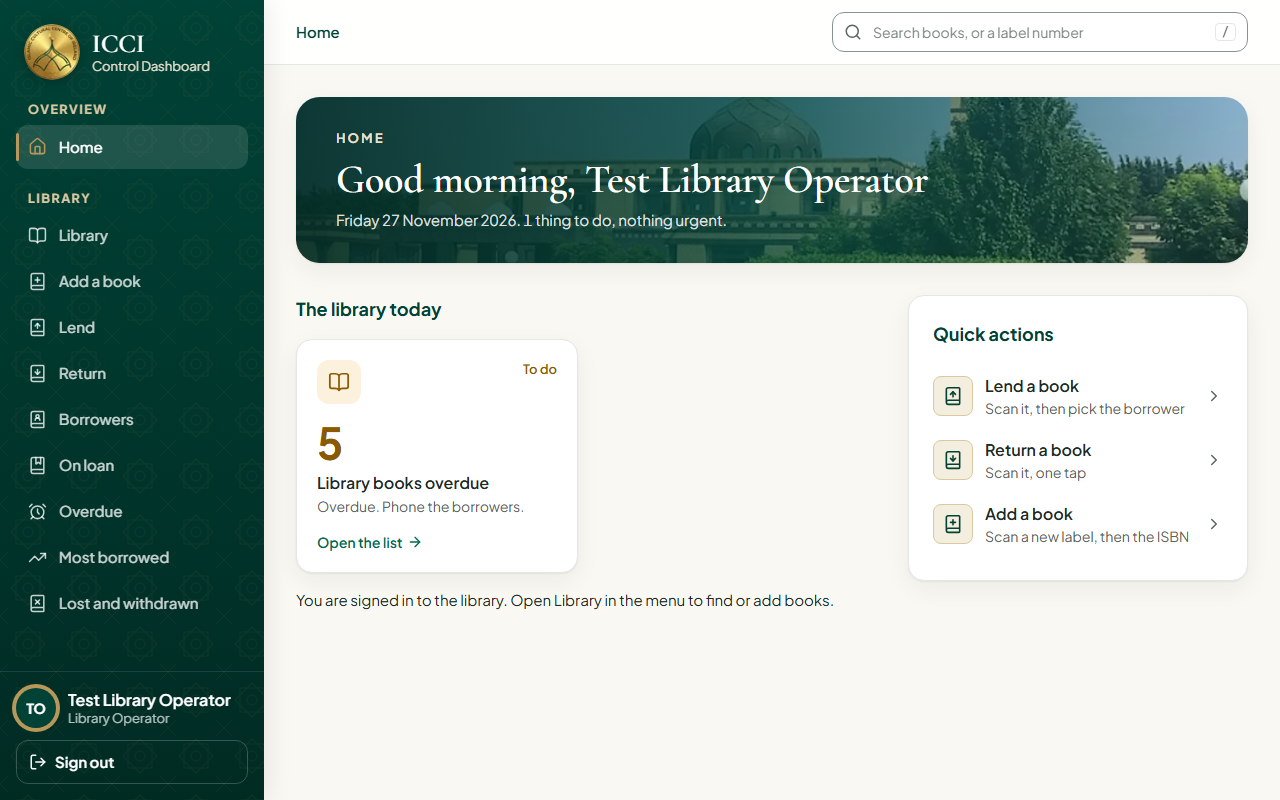 ICCI
Control Dashboard
OVERVIEW
Home
LIBRARY
Library
Add a book
Lend
Return
Borrowers
On loan
Overdue
Most borrowed
Lost and withdrawn
TO
Test Library Operator
Library Operator
Sign out
Home
Search books, or a label number
/
HOME
Good morning, Test Library Operator
Friday 27 November 2026. 1 thing to do, nothing urgent.
The library today
To do
5
Library books overdue
Overdue. Phone the borrowers.
Open the list
You are signed in to the library. Open Library in the menu to find or add books.
Quick actions
Lend a book
Scan it, then pick the borrower
Return a book
Scan it, one tap
Add a book
Scan a new label, then the ISBN